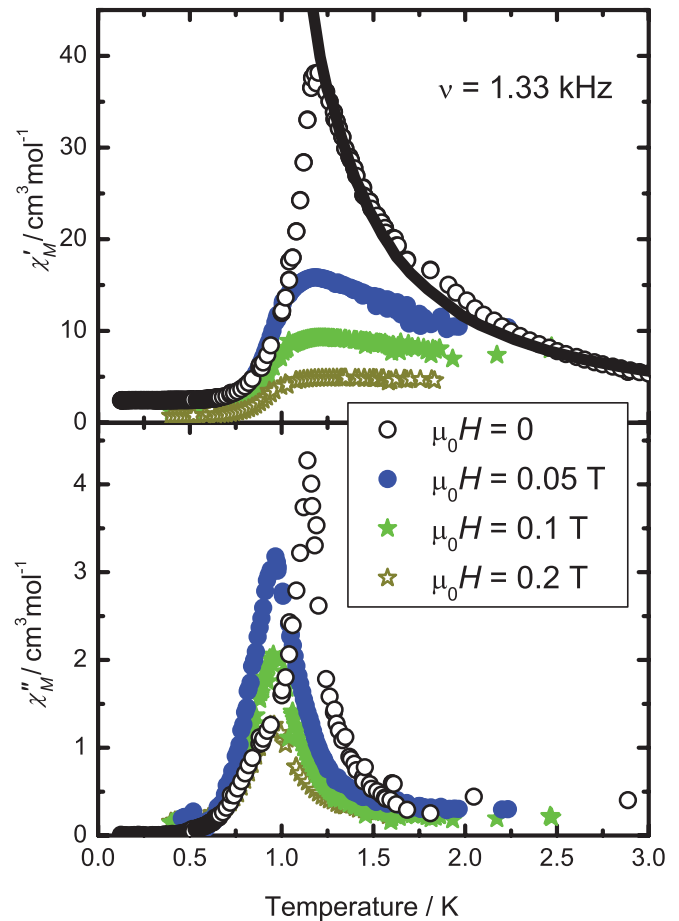 40
30
20
10
0
χ′M / cm³mol⁻¹
ν = 1.33 kHz
μ₀H = 0
μ₀H = 0.05 T
μ₀H = 0.1 T
μ₀H = 0.2 T
4
3
2
1
0
χ″M / cm³mol⁻¹
0.0 0.5 1.0 1.5 2.0 2.5 3.0
Temperature / K